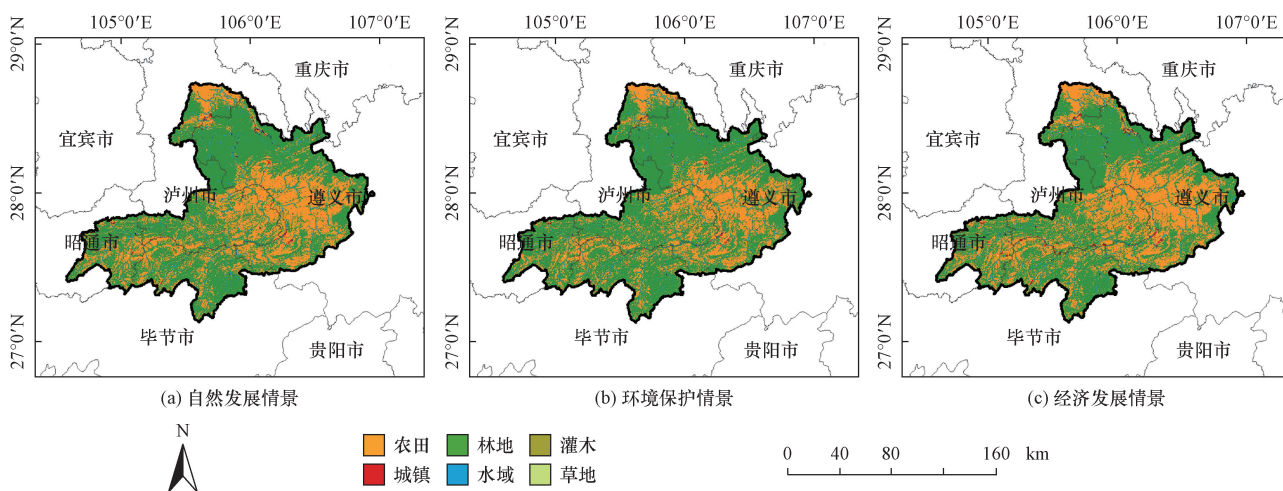 105°0′E 106°0′E 107°0′E 105°0′E 106°0′E 107°0′E 105°0′E 106°0′E 107°0′E
29°0′N 29°0′N 29°0′N
重庆市 重庆市 重庆市
宜宾市 宜宾市 宜宾市
28°0′N 泸州市 遵义市 28°0′N 泸州市 遵义市 28°0′N 泸州市 遵义市
昭通市 昭通市 昭通市
毕节市 毕节市 毕节市
27°0′N 贵阳市 27°0′N 贵阳市 27°0′N 贵阳市
(a) 自然发展情景 (b) 环境保护情景 (c) 经济发展情景
N
农田 林地 灌木
城镇 水域 草地
0 40 80 160 km